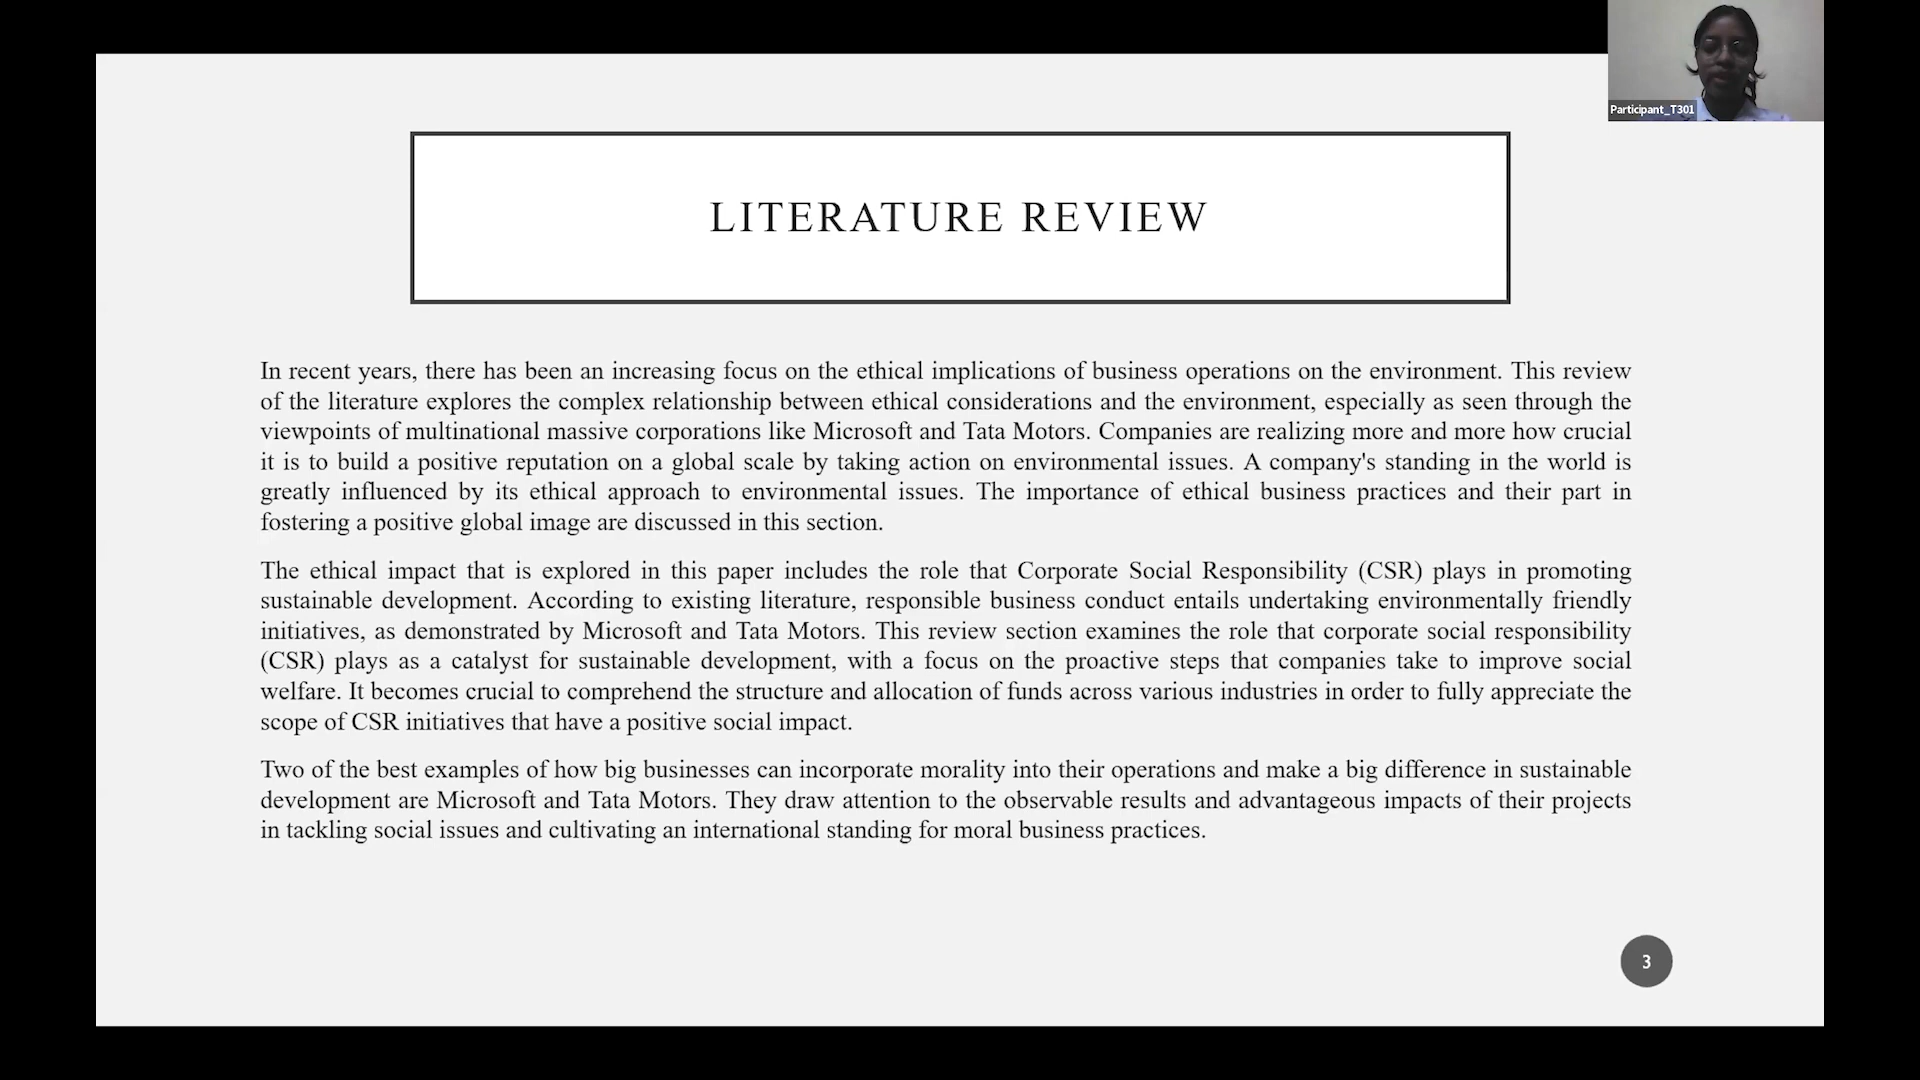 Participant_T301
LITERATURE REVIEW
In recent years, there has been an increasing focus on the ethical implications of business operations on the environment. This review
of the literature explores the complex relationship between ethical considerations and the environment, especially as seen through the
viewpoints of multinational massive corporations like Microsoft and Tata Motors. Companies are realizing more and more how crucial
it is to build a positive reputation on a global scale by taking action on environmental issues. A company's standing in the world is
greatly influenced by its ethical approach to environmental issues. The importance of ethical business practices and their part in
fostering a positive global image are discussed in this section.
The ethical impact that is explored in this paper includes the role that Corporate Social Responsibility (CSR) plays in promoting
sustainable development. According to existing literature, responsible business conduct entails undertaking environmentally friendly
initiatives, as demonstrated by Microsoft and Tata Motors. This review section examines the role that corporate social responsibility
(CSR) plays as a catalyst for sustainable development, with a focus on the proactive steps that companies take to improve social
welfare. It becomes crucial to comprehend the structure and allocation of funds across various industries in order to fully appreciate the
scope of CSR initiatives that have a positive social impact.
Two of the best examples of how big businesses can incorporate morality into their operations and make a big difference in sustainable
development are Microsoft and Tata Motors. They draw attention to the observable results and advantageous impacts of their projects
in tackling social issues and cultivating an international standing for moral business practices.
3